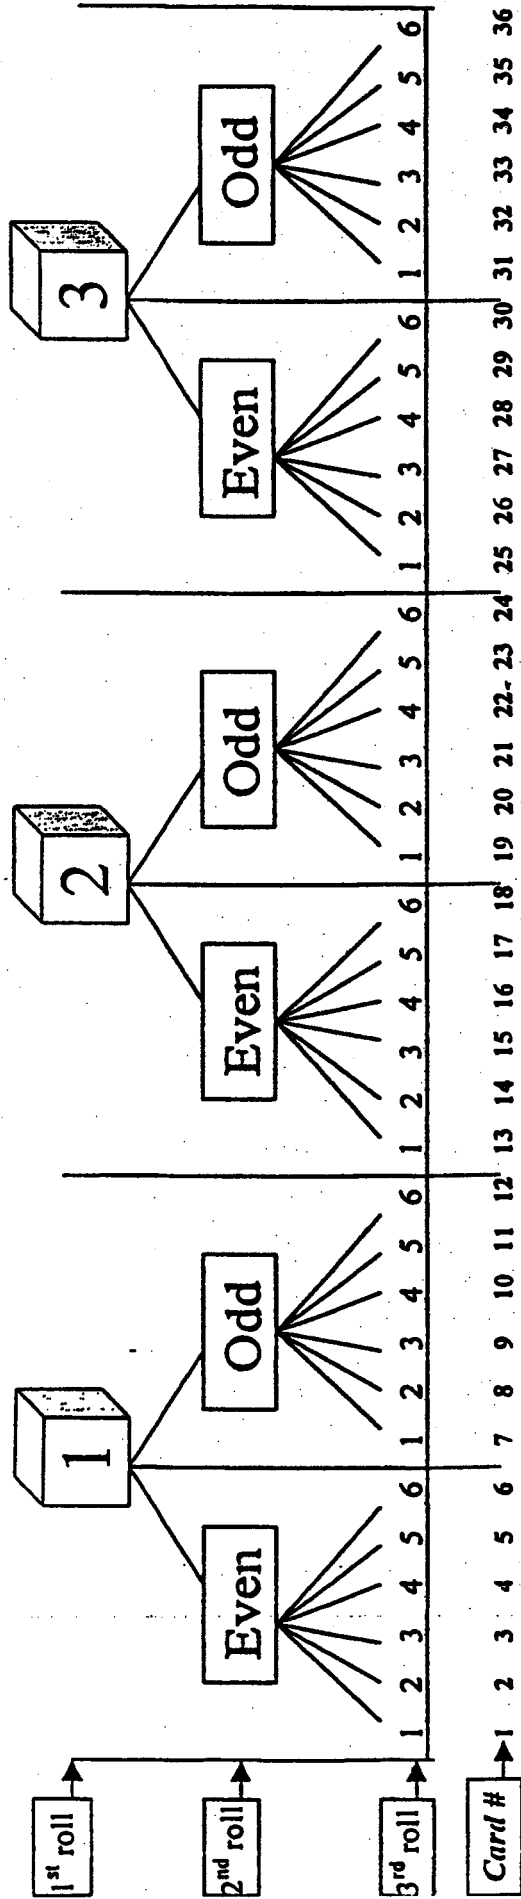 1st roll
1 2 3
2nd roll
Even Odd Even Odd Even Odd
3rd roll
1 2 3 4 5 6 1 2 3 4 5 6 1 2 3 4 5 6 1 2 3 4 5 6 1 2 3 4 5 6 1 2 3 4 5 6
Card #
1 2 3 4 5 6 7 8 9 10 11 12 13 14 15 16 17 18 19 20 21 22 23 24 25 26 27 28 29 30 31 32 33 34 35 36